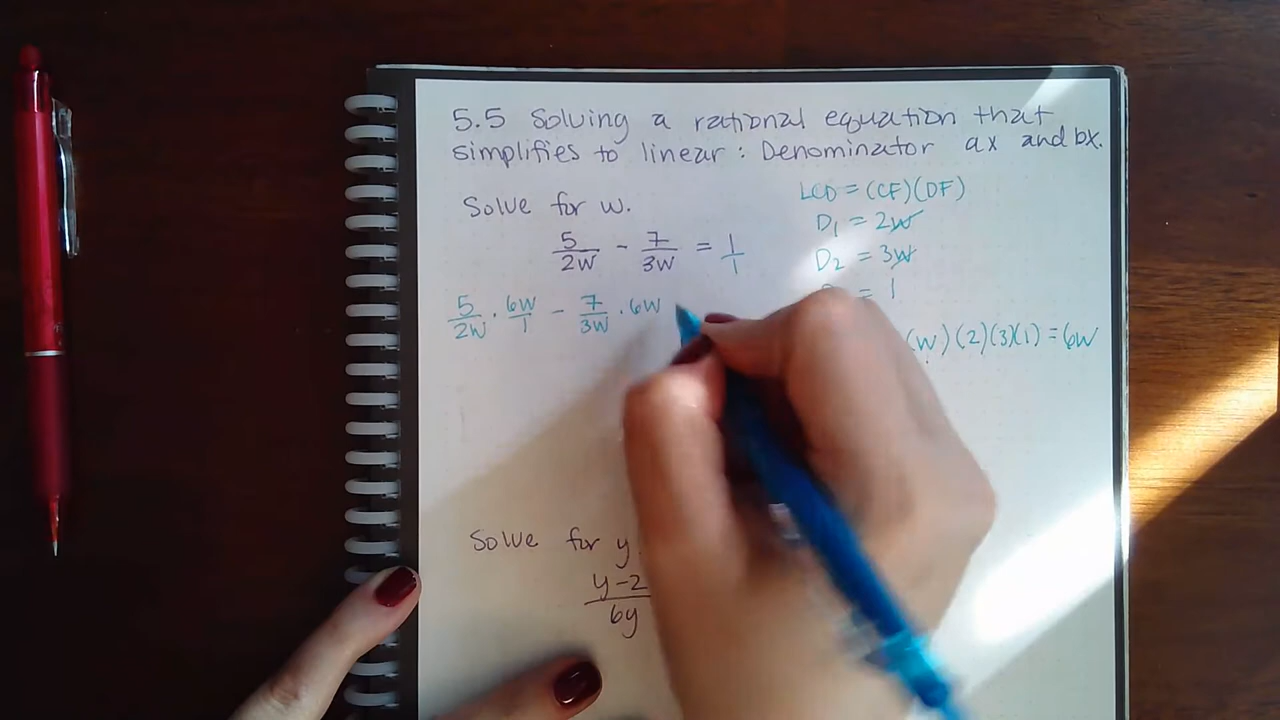 5.5 Solving a rational equation that
simplifies to linear: Denominator ax and bx.
Solve for w.
5/2w - 7/3w = 1/1
5/2w · 6w/1 - 7/3w · 6w
LCD = (CF)(DF)
D₁ = 2w
D₂ = 3w
= 1
(w)(2)(3)(1) = 6w
Solve for y
y-2/6y